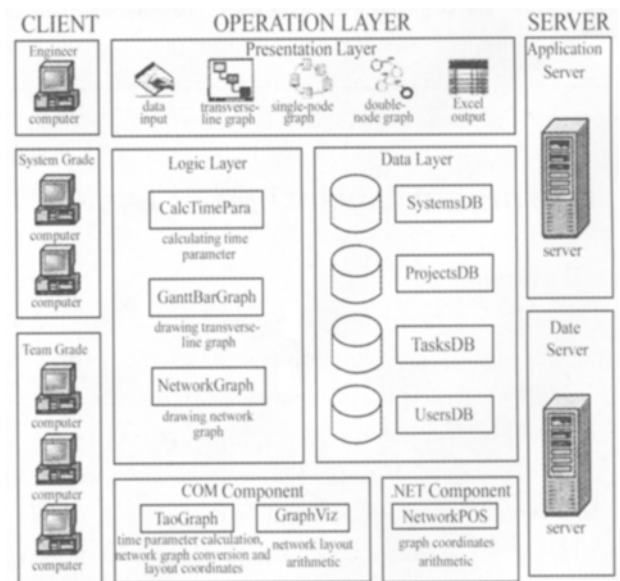 CLIENT
OPERATION LAYER
SERVER
Engineer
computer
Presentation Layer
data
input
transverse-
line graph
single-node
graph
double-
node graph
Excel
output
Application
Server
server
System Grade
computer
computer
Logic Layer
CalcTimePara
calculating time
parameter
GanttBarGraph
drawing transverse-
line graph
NetworkGraph
drawing network
graph
Data Layer
SystemsDB
ProjectsDB
TasksDB
UsersDB
Date
Server
server
Team Grade
computer
computer
computer
COM Component
TaoGraph
time parameter calculation,
network graph conversion and
layout coordinates
GraphViz
network layout
arithmetic
.NET Component
NetworkPOS
graph coordinates
arithmetic